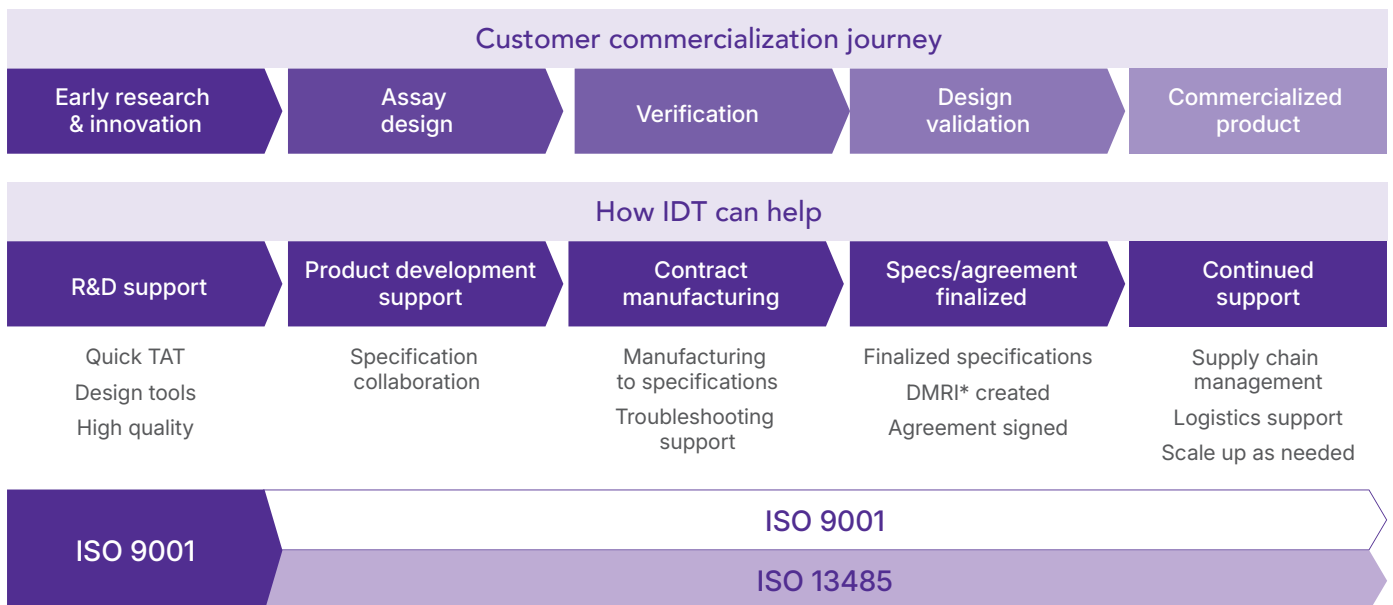 Customer commercialization journey
Early research
& innovation
Assay
design
Verification
Design
validation
Commercialized
product
How IDT can help
R&D support
Product development
support
Contract
manufacturing
Specs/agreement
finalized
Continued
support
Quick TAT
Design tools
High quality
Specification
collaboration
Manufacturing
to specifications
Troubleshooting
support
Finalized specifications
DMRI* created
Agreement signed
Supply chain
management
Logistics support
Scale up as needed
ISO 9001
ISO 9001
ISO 13485